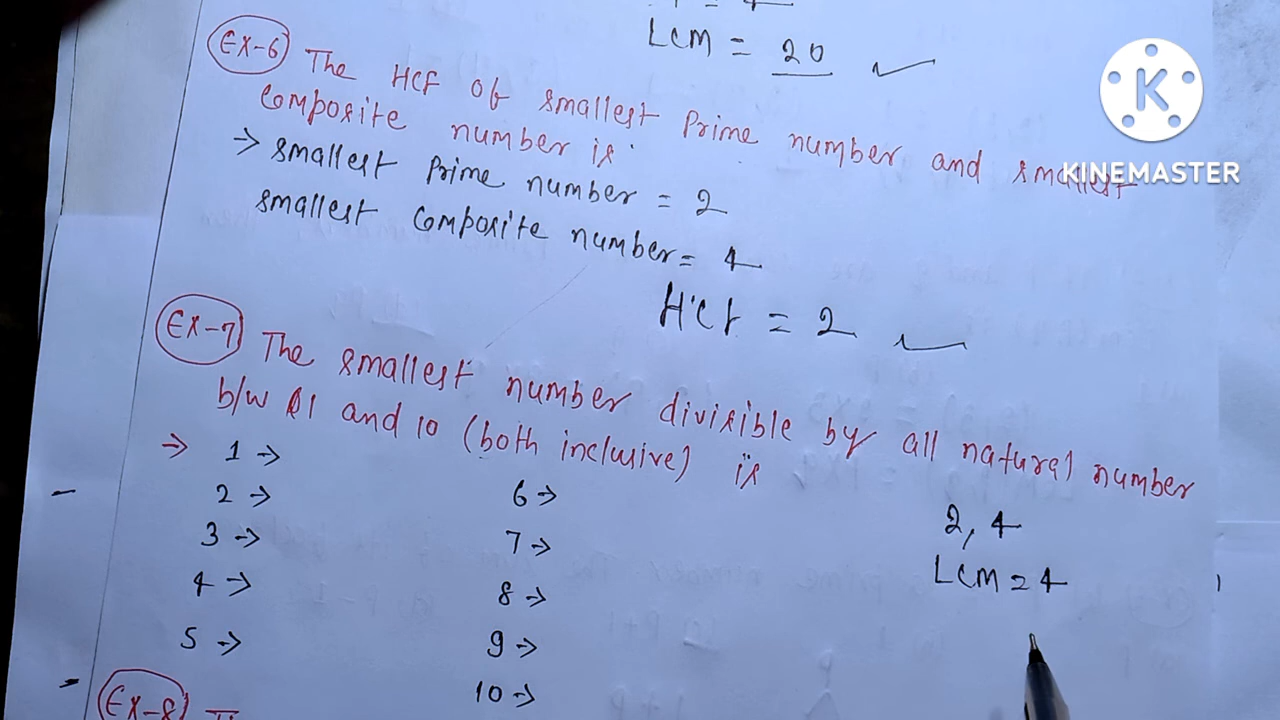 LCM = 20
Ex-6 The HCF of smallest Prime number and smallest
composite number is
→ smallest Prime number = 2
smallest composite number = 4
HCF = 2
Ex-7 The smallest number divisible by all natural number
b/w 1 and 10 (both inclusive) is
→ 1 →
2 →
3 →
4 →
5 →
6 →
7 →
8 →
9 →
10 →
2, 4
LCM = 4
Ex-8
K
KINEMASTER